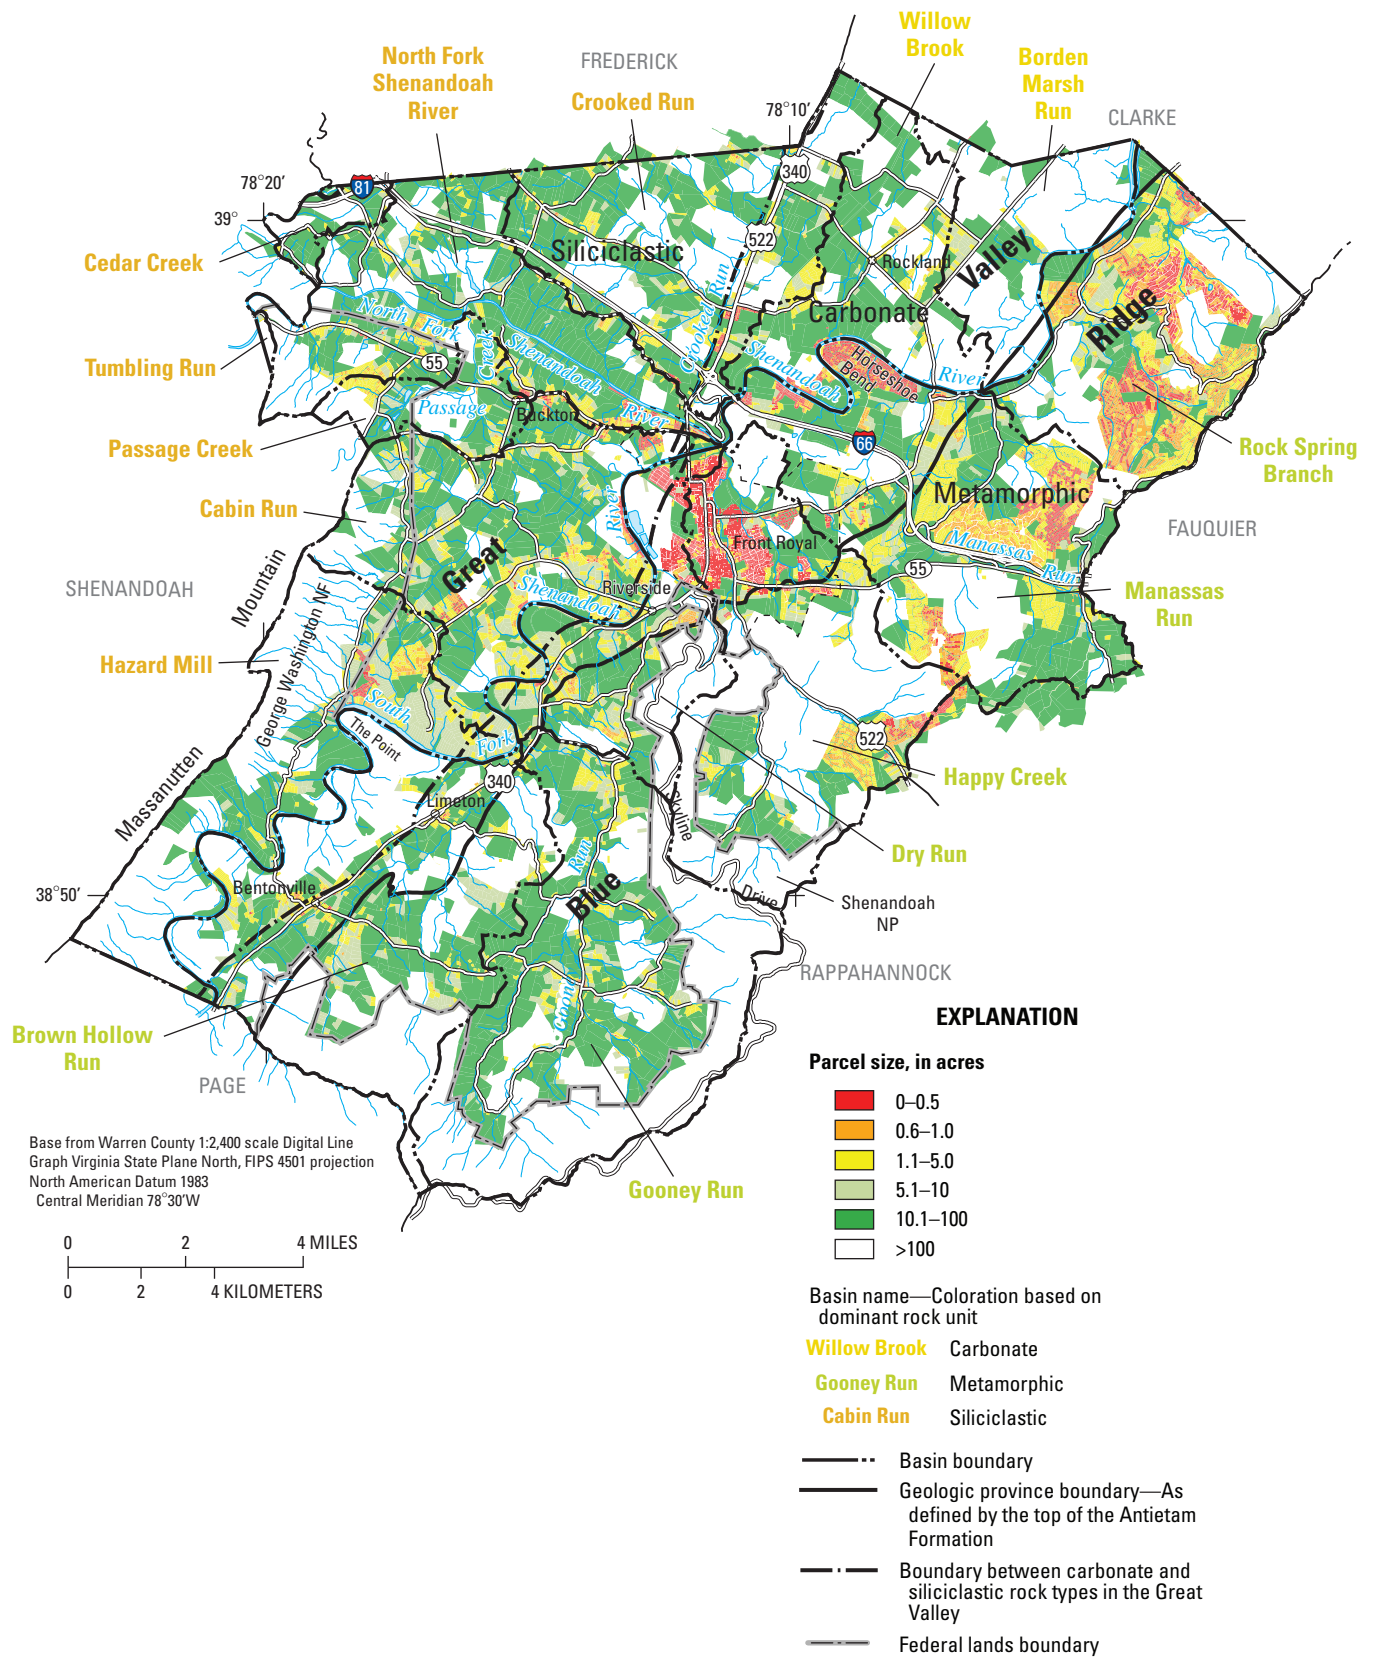 Willow
Brook
North Fork
Shenandoah
River
FREDERICK
Borden
Marsh
Run
Crooked Run
78°10′
CLARKE
340
78°20′
81
39°
522
Siliciclastic
Rockland
Valley
Cedar Creek
Crooked Run
Carbonate
Ridge
North Fork
Shenandoah
River
Creek
Passage
55
Shenandoah
River
Horseshoe
Bend
Tumbling Run
Buckton
66
Passage Creek
Rock Spring
Branch
Metamorphic
Cabin Run
River
Front Royal
FAUQUIER
Manassas
Run
Great
55
SHENANDOAH
Mountain
George Washington NF
Riverside
Shenandoah
Manassas
Run
Hazard Mill
South
The Point
Fork
522
Massanutten
340
Happy Creek
Limeton
Skyline
Run
Dry Run
Bentonville
Blue
38°50′
Drive
Shenandoah
NP
RAPPAHANNOCK
Gooney
Brown Hollow
Run
PAGE
Gooney Run
Base from Warren County 1:2,400 scale Digital Line
Graph Virginia State Plane North, FIPS 4501 projection
North American Datum 1983
Central Meridian 78°30′W
0 2 4 MILES
0 2 4 KILOMETERS
EXPLANATION
Parcel size, in acres
0–0.5
0.6–1.0
1.1–5.0
5.1–10
10.1–100
>100
Basin name—Coloration based on
dominant rock unit
Willow Brook Carbonate
Gooney Run Metamorphic
Cabin Run Siliciclastic
Basin boundary
Geologic province boundary—As
defined by the top of the Antietam
Formation
Boundary between carbonate and
siliciclastic rock types in the Great
Valley
Federal lands boundary